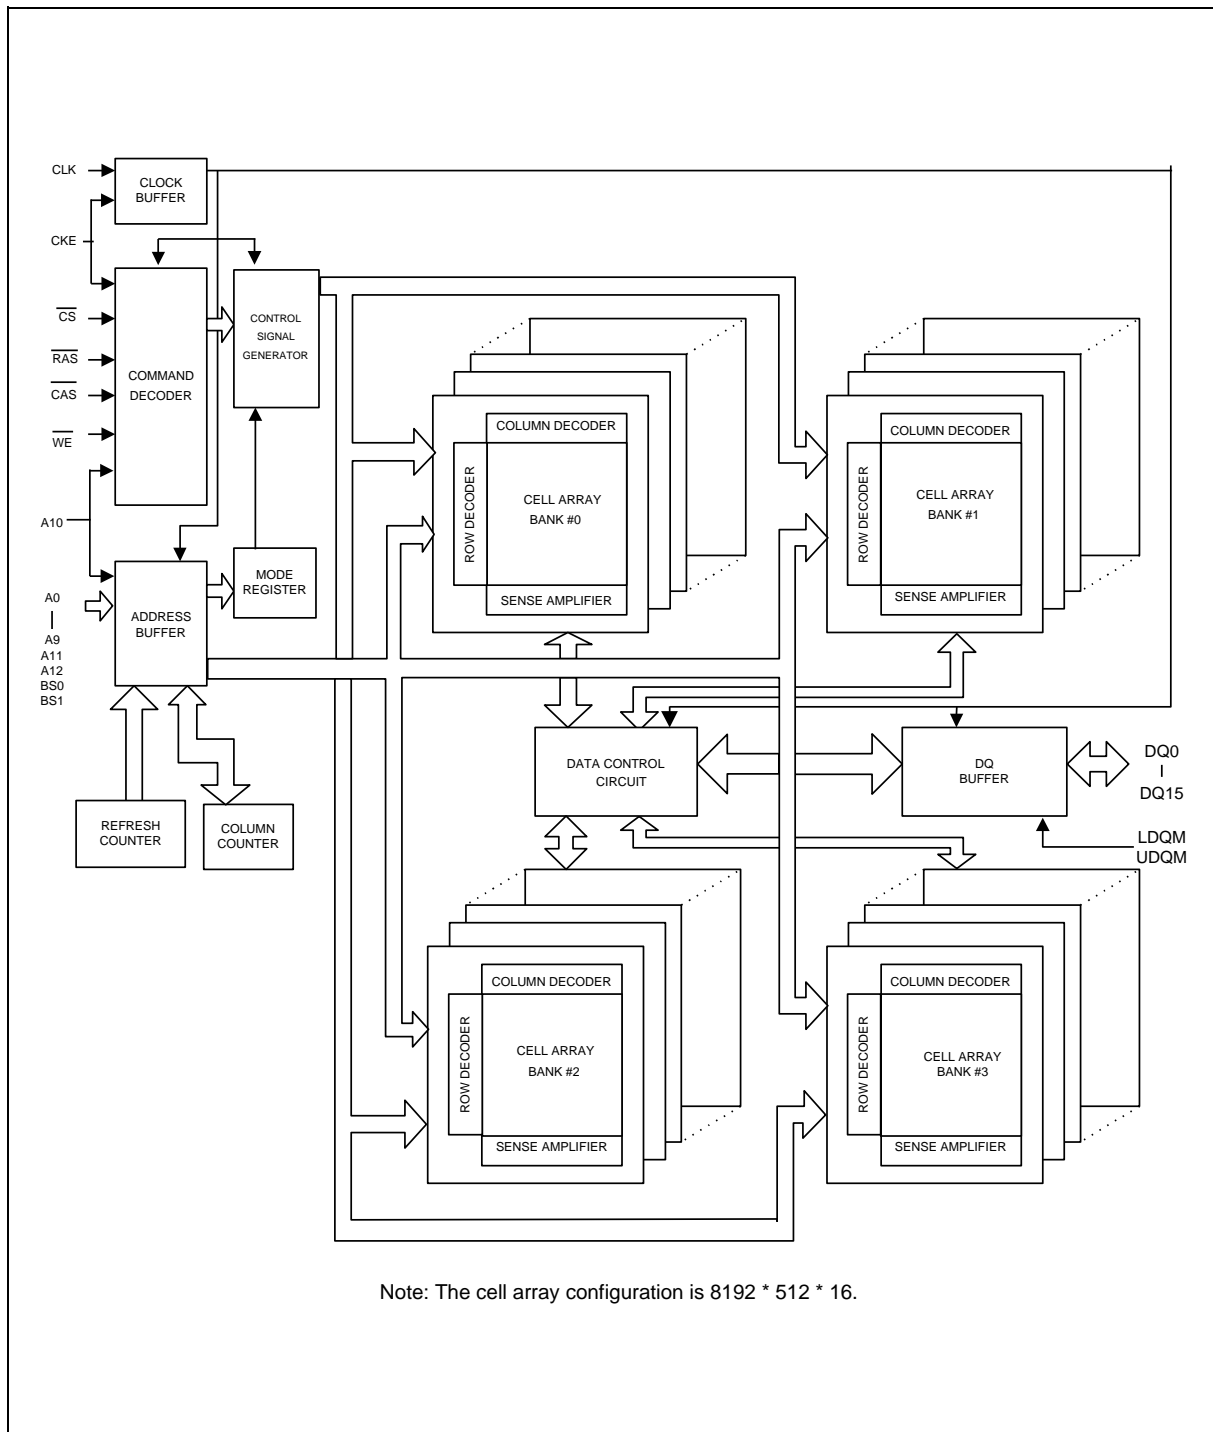 CLK
CLOCK
BUFFER
CKE
CS
RAS
CAS
WE
COMMAND
DECODER
CONTROL
SIGNAL
GENERATOR
A10
A0
A9
A11
A12
BS0
BS1
ADDRESS
BUFFER
MODE
REGISTER
REFRESH
COUNTER
COLUMN
COUNTER
COLUMN DECODER
ROW DECODER
CELL ARRAY
BANK #0
SENSE AMPLIFIER
COLUMN DECODER
ROW DECODER
CELL ARRAY
BANK #1
SENSE AMPLIFIER
DATA CONTROL
CIRCUIT
DQ
BUFFER
DQ0
DQ15
LDQM
UDQM
COLUMN DECODER
ROW DECODER
CELL ARRAY
BANK #2
SENSE AMPLIFIER
COLUMN DECODER
ROW DECODER
CELL ARRAY
BANK #3
SENSE AMPLIFIER
Note: The cell array configuration is 8192 * 512 * 16.